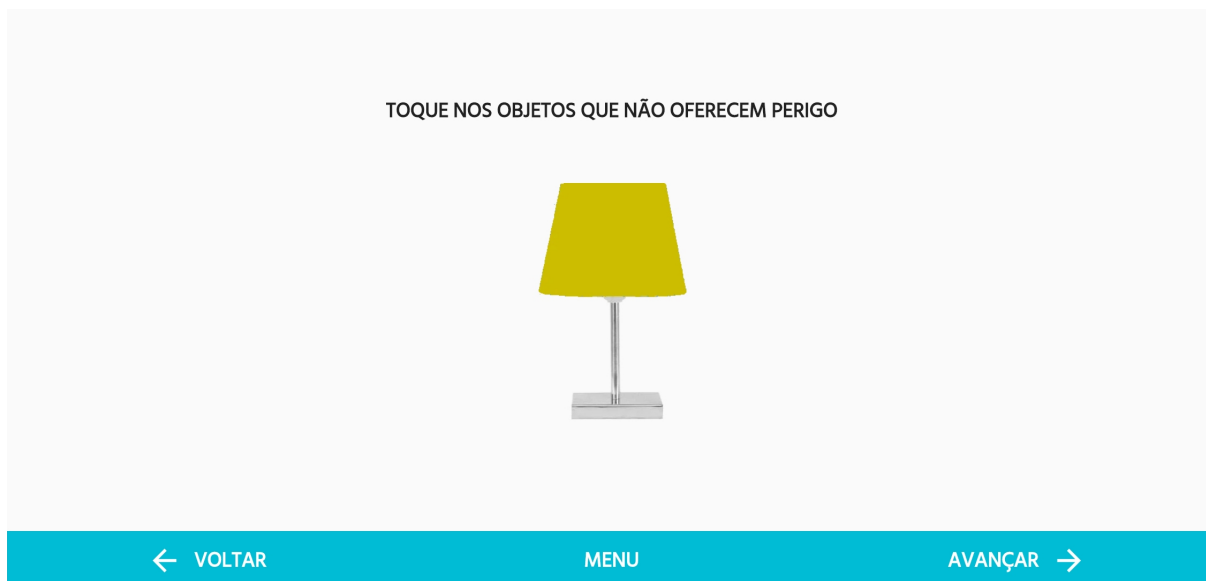 TOQUE NOS OBJETOS QUE NÃO OFERECEM PERIGO
VOLTAR
MENU
AVANÇAR